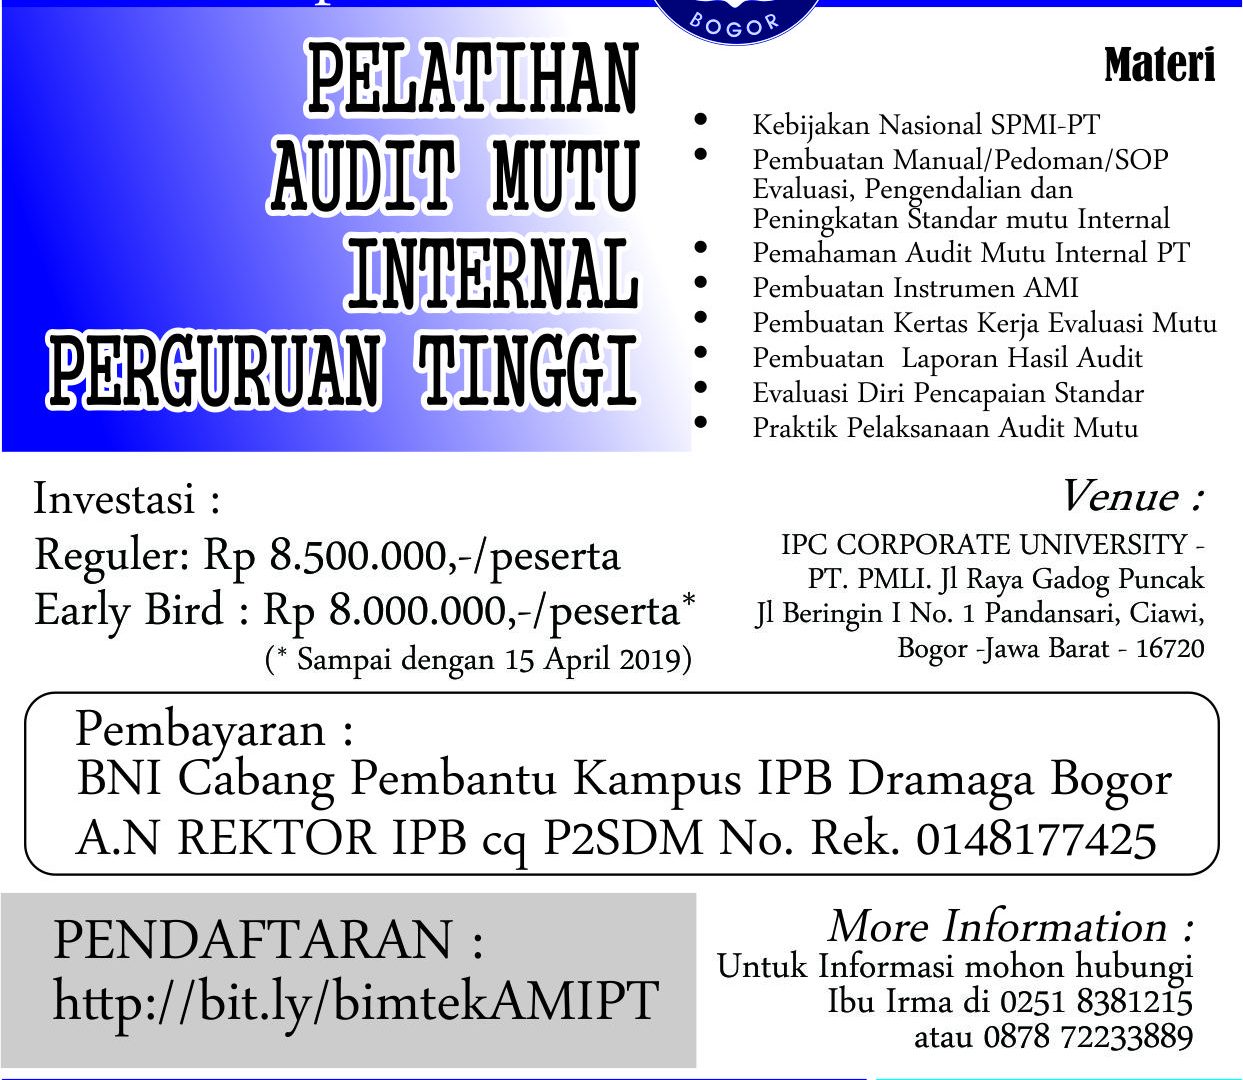 BOGOR
PELATIHAN
AUDIT MUTU
INTERNAL
PERGURUAN TINGGI
Materi
• Kebijakan Nasional SPMI-PT
• Pembuatan Manual/Pedoman/SOP
Evaluasi, Pengendalian dan
Peningkatan Standar mutu Internal
• Pemahaman Audit Mutu Internal PT
• Pembuatan Instrumen AMI
• Pembuatan Kertas Kerja Evaluasi Mutu
• Pembuatan Laporan Hasil Audit
• Evaluasi Diri Pencapaian Standar
• Praktik Pelaksanaan Audit Mutu
Investasi :
Reguler: Rp 8.500.000,-/peserta
Early Bird : Rp 8.000.000,-/peserta*
(* Sampai dengan 15 April 2019)
Venue :
IPC CORPORATE UNIVERSITY -
PT. PMLI. Jl Raya Gadog Puncak
Jl Beringin I No. 1 Pandansari, Ciawi,
Bogor -Jawa Barat - 16720
Pembayaran :
BNI Cabang Pembantu Kampus IPB Dramaga Bogor
A.N REKTOR IPB cq P2SDM No. Rek. 0148177425
PENDAFTARAN :
http://bit.ly/bimtekAMIPT
More Information :
Untuk Informasi mohon hubungi
Ibu Irma di 0251 8381215
atau 0878 72233889